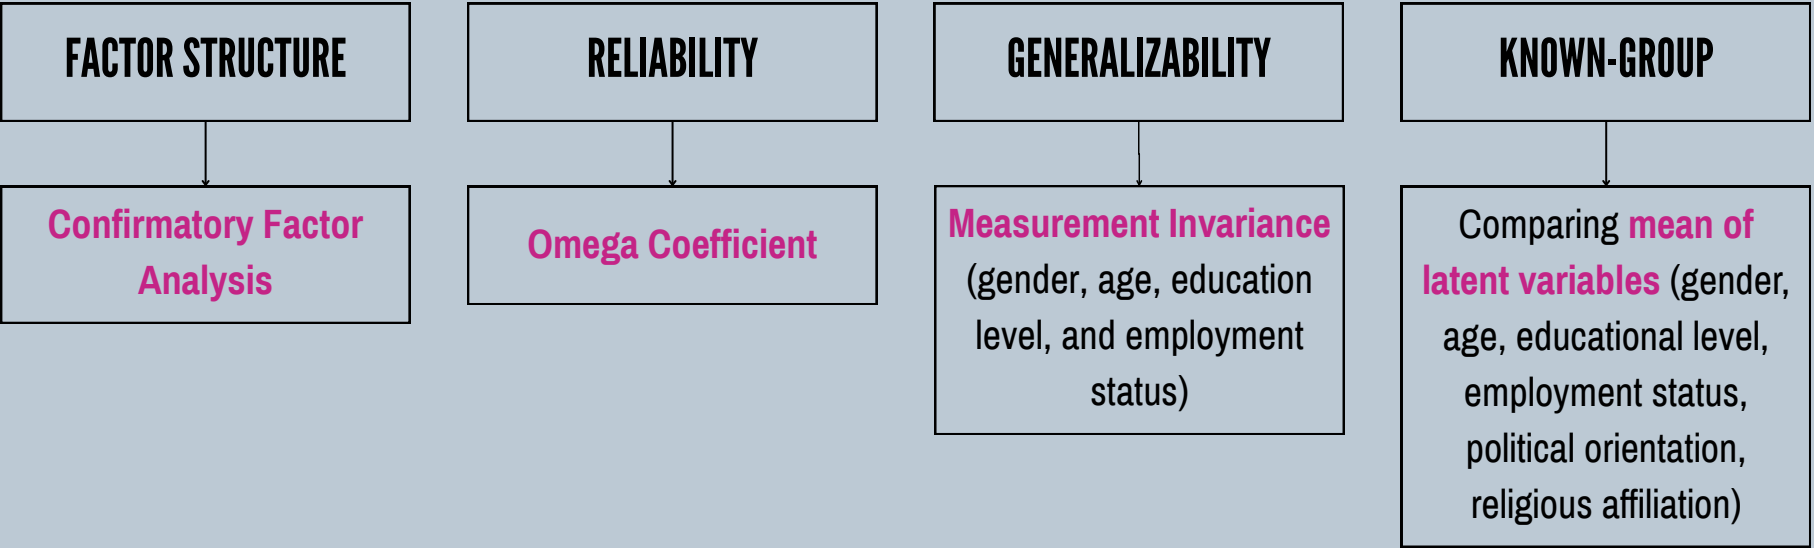 FACTOR STRUCTURE
Confirmatory Factor
Analysis
RELIABILITY
Omega Coefficient
GENERALIZABILITY
Measurement Invariance
(gender, age, education
level, and employment
status)
KNOWN-GROUP
Comparing mean of
latent variables (gender,
age, educational level,
employment status,
political orientation,
religious affiliation)